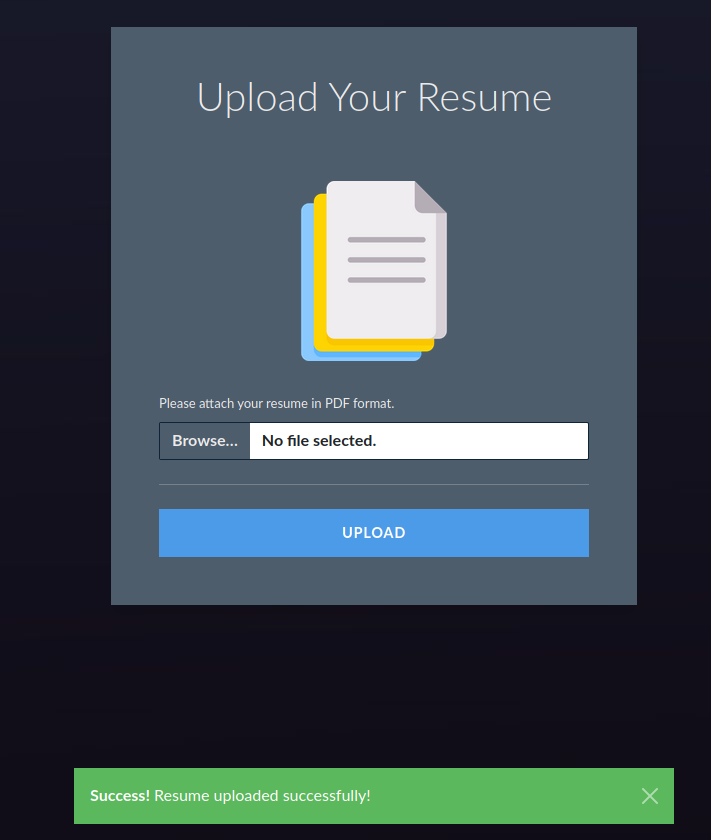 Upload Your Resume
Please attach your resume in PDF format.
Browse... No file selected.
UPLOAD
Success! Resume uploaded successfully!